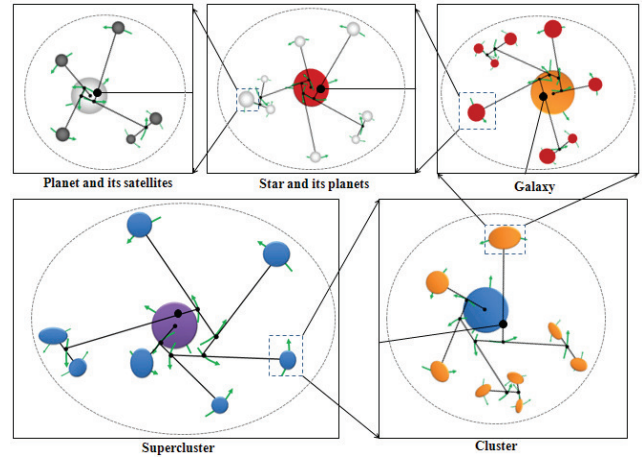 Planet and its satellites
Star and its planets
Galaxy
Supercluster
Cluster